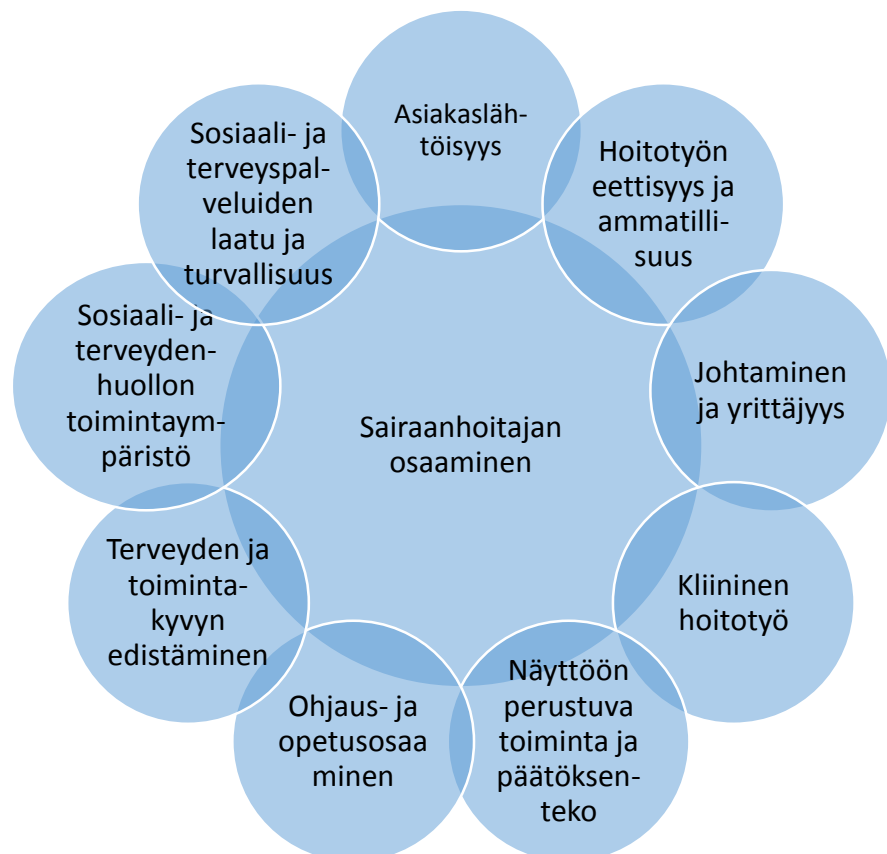 Asiakasläh-
töisyys
Hoitotyön
eettisyys ja
ammatilli-
suus
Johtaminen
ja yrittäjyys
Kliininen
hoitotyö
Näyttöön
perustuva
toiminta ja
päätöksen-
teko
Ohjaus- ja
opetusosaa
minen
Terveyden ja
toiminta-
kyvyn
edistäminen
Sosiaali- ja
terveyden-
huollon
toimintaym-
päristö
Sosiaali- ja
terveyspal-
veluiden
laatu ja
turvallisuus
Sairaanhoitajan
osaaminen